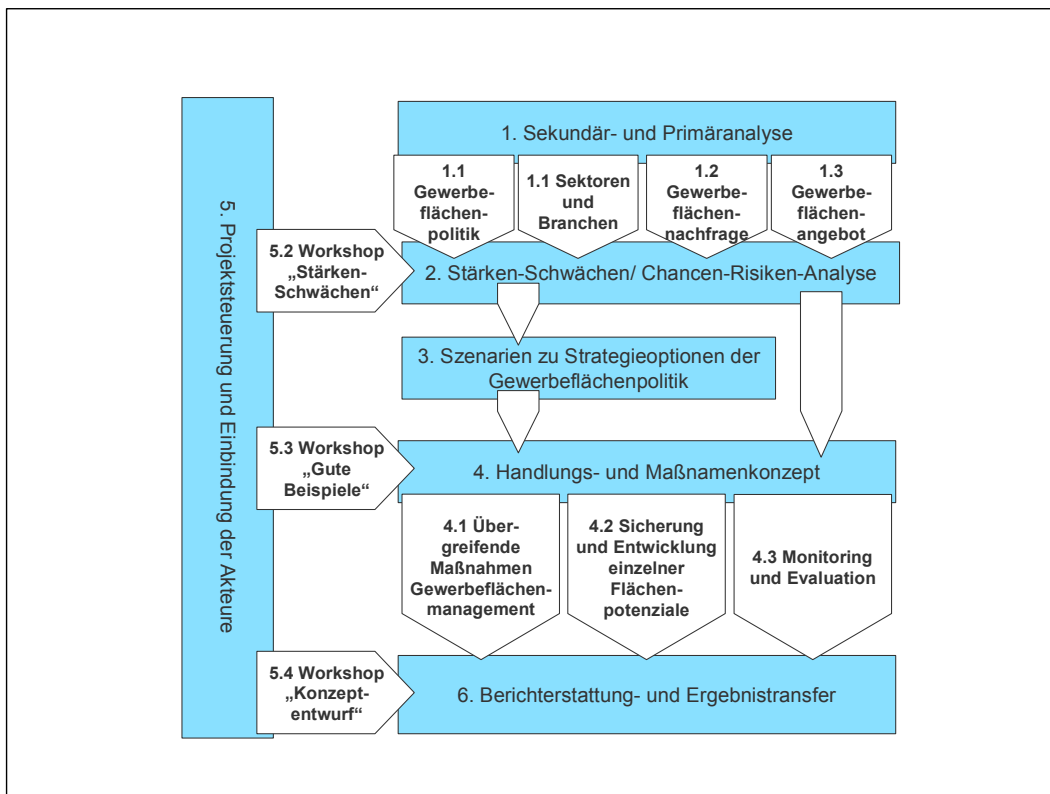 1. Sekundär- und Primäranalyse
1.1
Gewerbe-
flächen-
politik
1.1 Sektoren
und
Branchen
1.2
Gewerbe-
flächen-
nachfrage
1.3
Gewerbe-
flächen-
angebot
5. Projektsteuerung und Einbindung der Akteure
5.2 Workshop
„Stärken-
Schwächen“
2. Stärken-Schwächen/ Chancen-Risiken-Analyse
3. Szenarien zu Strategieoptionen der
Gewerbeflächenpolitik
5.3 Workshop
„Gute
Beispiele“
4. Handlungs- und Maßnamenkonzept
4.1 Über-
greifende
Maßnahmen
Gewerbeflächen-
management
4.2 Sicherung
und Entwicklung
einzelner
Flächen-
potenziale
4.3 Monitoring
und Evaluation
5.4 Workshop
„Konzept-
entwurf“
6. Berichterstattung- und Ergebnistransfer